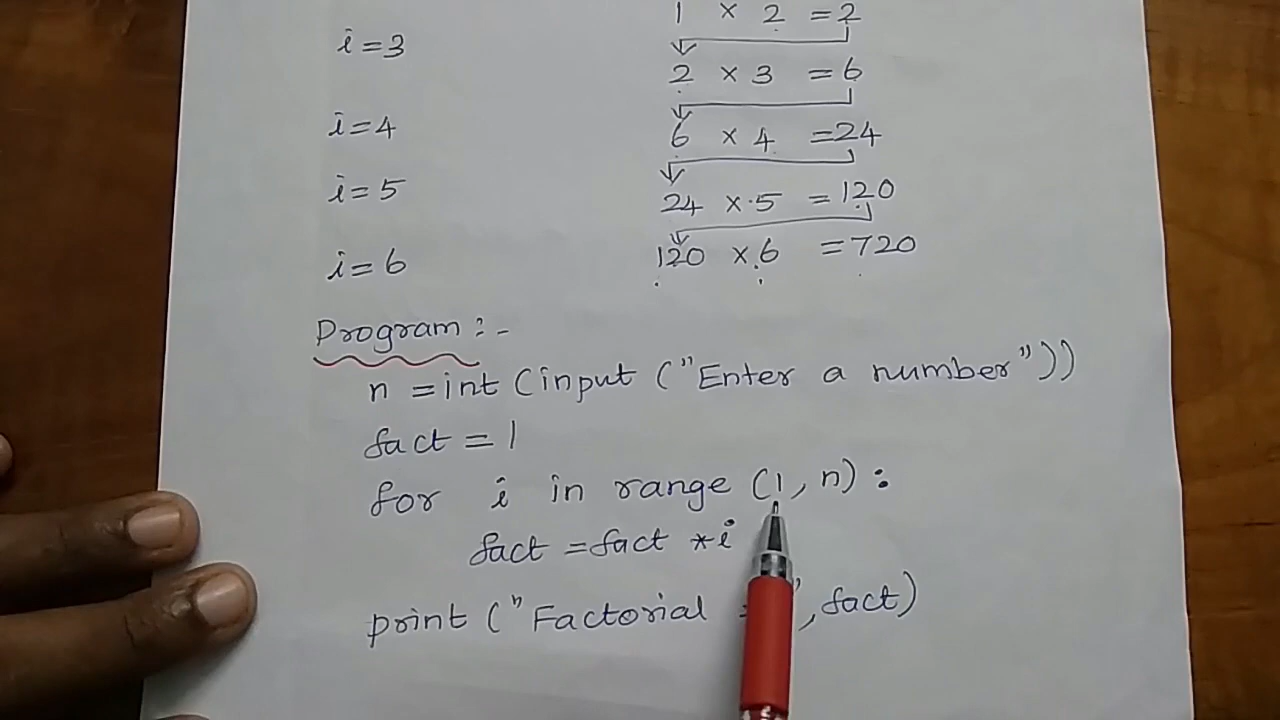 1 × 2 = 2
i = 3
2 × 3 = 6
i = 4
6 × 4 = 24
i = 5
24 × 5 = 120
i = 6
120 × 6 = 720
Program :-
n = int (input ("Enter a number"))
fact = 1
for i in range (1, n) :
fact = fact * i
print ("Factorial ", fact)